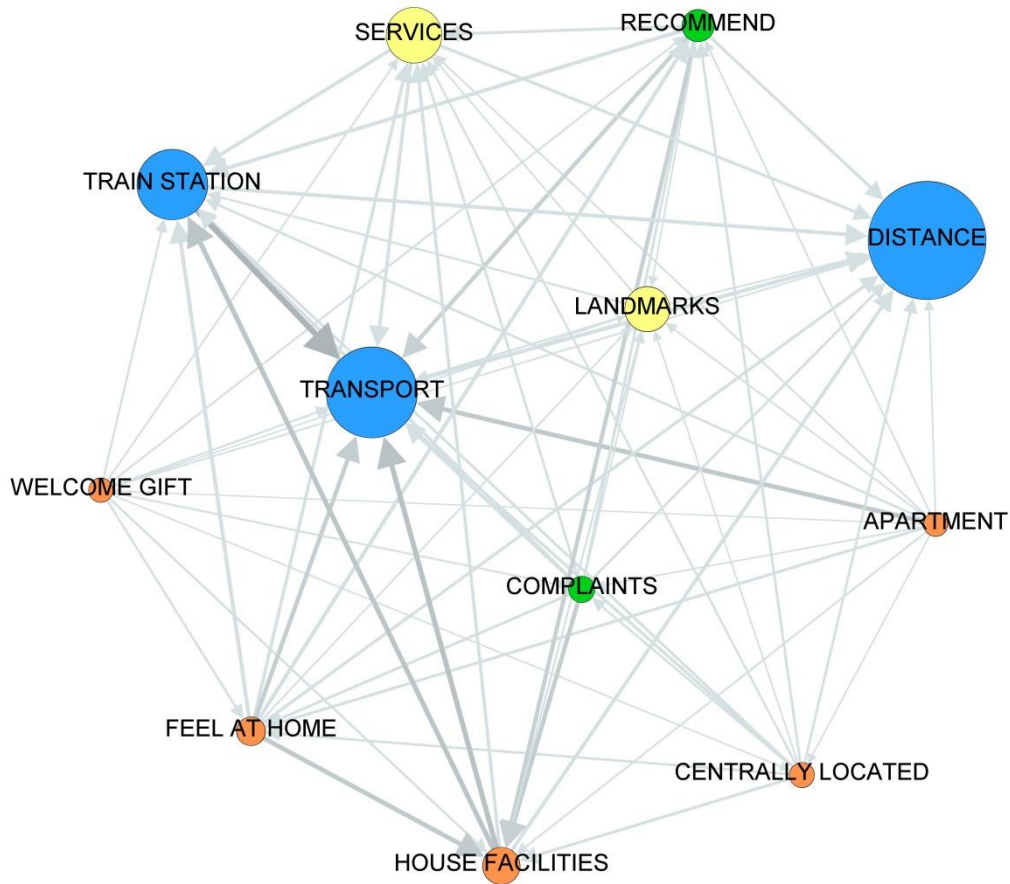 SERVICES
RECOMMEND
TRAIN STATION
DISTANCE
LANDMARKS
TRANSPORT
WELCOME GIFT
APARTMENT
COMPLAINTS
FEEL AT HOME
CENTRALLY LOCATED
HOUSE FACILITIES